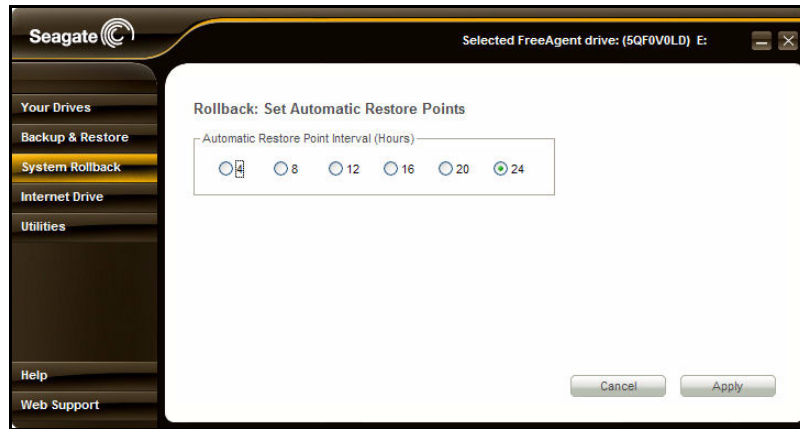 Seagate
Selected FreeAgent drive: (5QF0V0LD) E:
Your Drives
Backup & Restore
System Rollback
Internet Drive
Utilities
Help
Web Support
Rollback: Set Automatic Restore Points
Automatic Restore Point Interval (Hours)
4 8 12 16 20 24
Cancel Apply